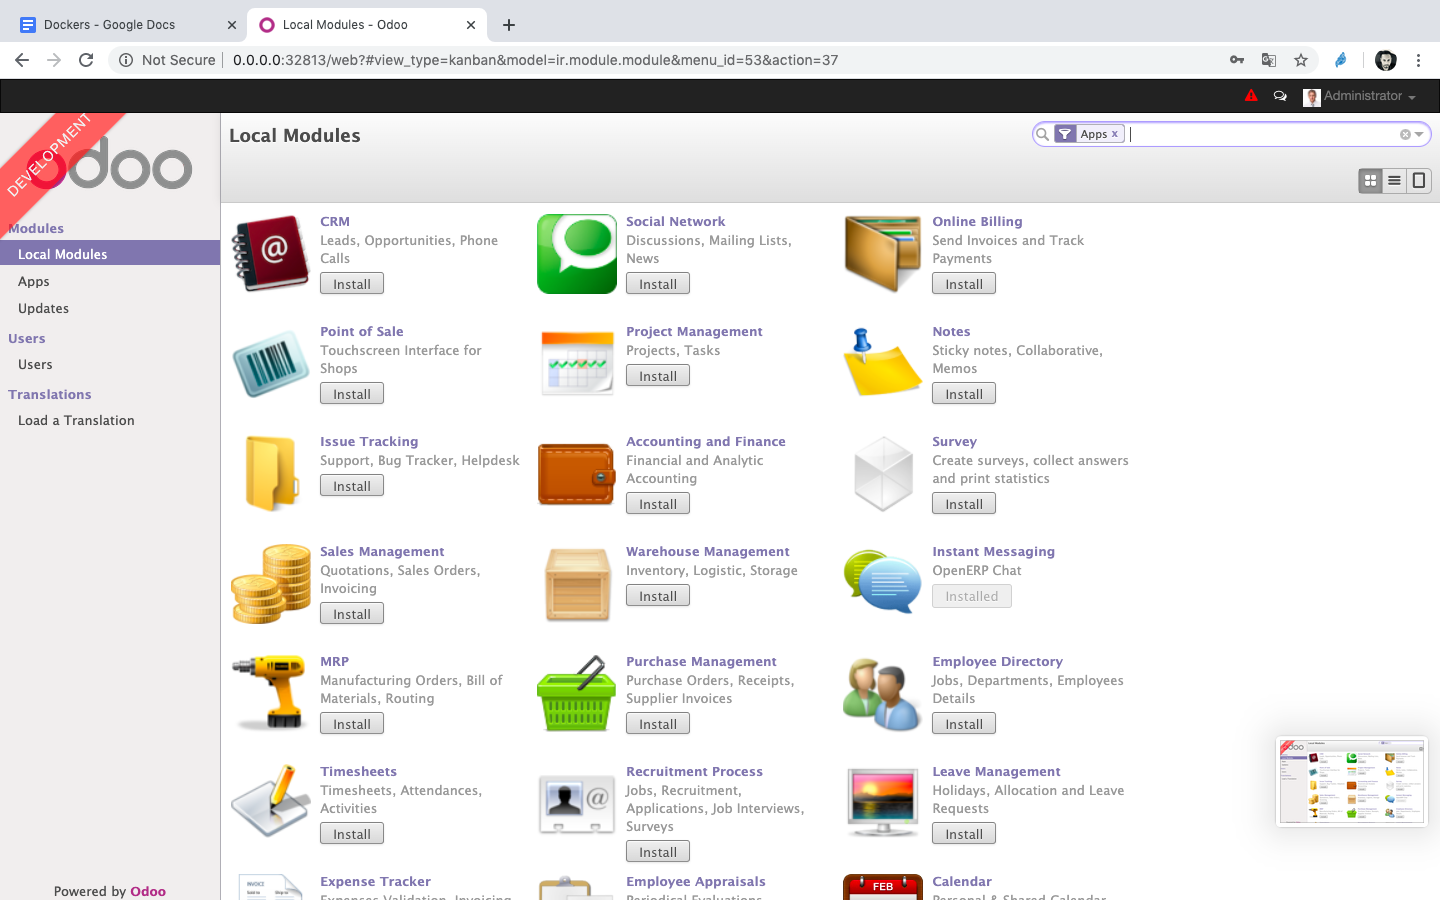 Dockers - Google Docs
Local Modules - Odoo
Not Secure
0.0.0.0:32813/web?#view_type=kanban&model=ir.module.module&menu_id=53&action=37
Administrator
DEVELOPMENT
odoo
Local Modules
Apps x
Modules
Local Modules
Apps
Updates
Users
Users
Translations
Load a Translation
Powered by Odoo
CRM
Leads, Opportunities, Phone
Calls
Install
Social Network
Discussions, Mailing Lists,
News
Install
Online Billing
Send Invoices and Track
Payments
Install
Point of Sale
Touchscreen Interface for
Shops
Install
Project Management
Projects, Tasks
Install
Notes
Sticky notes, Collaborative,
Memos
Install
Issue Tracking
Support, Bug Tracker, Helpdesk
Install
Accounting and Finance
Financial and Analytic
Accounting
Install
Survey
Create surveys, collect answers
and print statistics
Install
Sales Management
Quotations, Sales Orders,
Invoicing
Install
Warehouse Management
Inventory, Logistic, Storage
Install
Instant Messaging
OpenERP Chat
Installed
MRP
Manufacturing Orders, Bill of
Materials, Routing
Install
Purchase Management
Purchase Orders, Receipts,
Supplier Invoices
Install
Employee Directory
Jobs, Departments, Employees
Details
Install
Timesheets
Timesheets, Attendances,
Activities
Install
Recruitment Process
Jobs, Recruitment,
Applications, Job Interviews,
Surveys
Install
Leave Management
Holidays, Allocation and Leave
Requests
Install
INVOICE
Expense Tracker
Expenses Validation, Invoicing
Employee Appraisals
Periodical Evaluations
FEB
Calendar
Personal & Shared Calendar